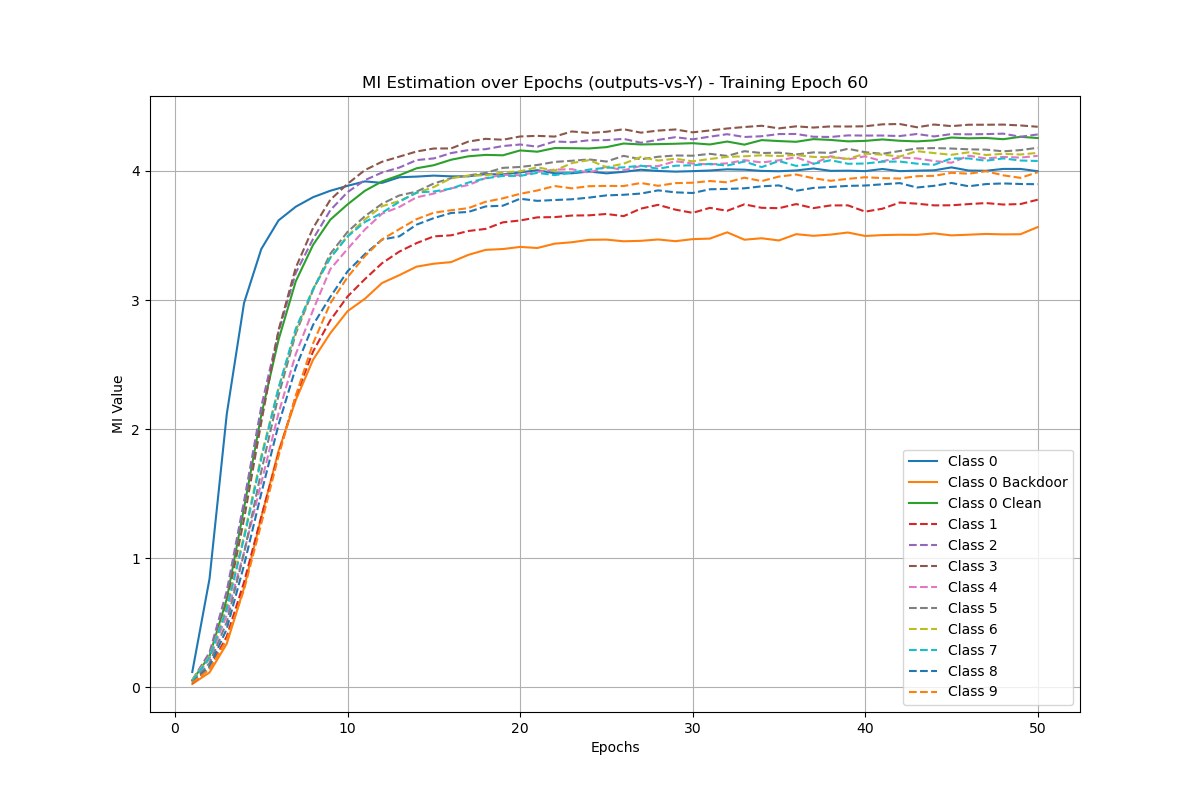 MI Estimation over Epochs (outputs-vs-Y) - Training Epoch 60
MI Value
4
3
2
1
0
0 10 20 30 40 50
Epochs
Class 0
Class 0 Backdoor
Class 0 Clean
Class 1
Class 2
Class 3
Class 4
Class 5
Class 6
Class 7
Class 8
Class 9